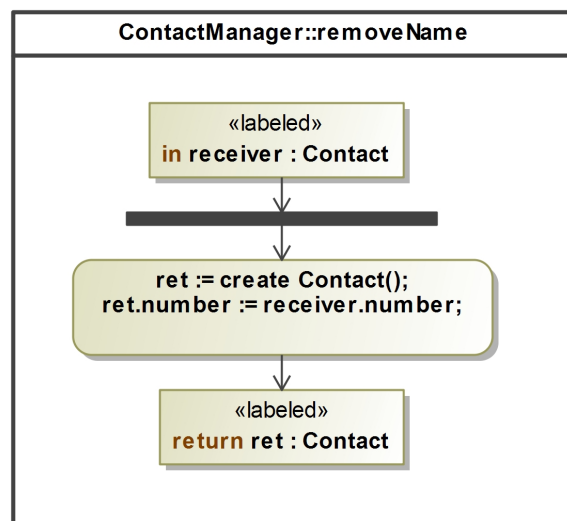 ContactManager::removeName
«labeled»
in receiver : Contact
ret := create Contact();
ret.number := receiver.number;
«labeled»
return ret : Contact